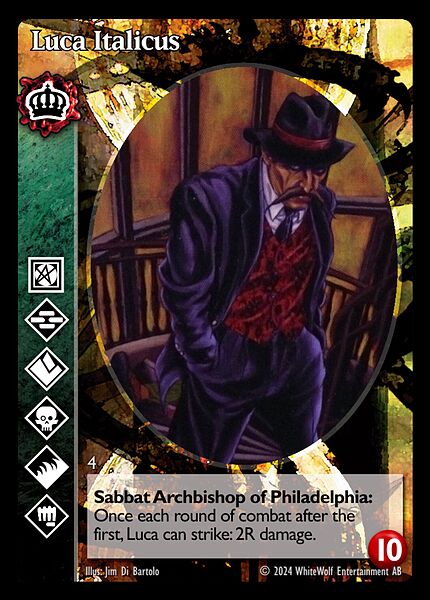 Luca Italicus
4
Sabbat Archbishop of Philadelphia:
Once each round of combat after the
first, Luca can strike: 2R damage.
10
Illus: Jim Di Bartolo © 2024 WhiteWolf Entertainment AB